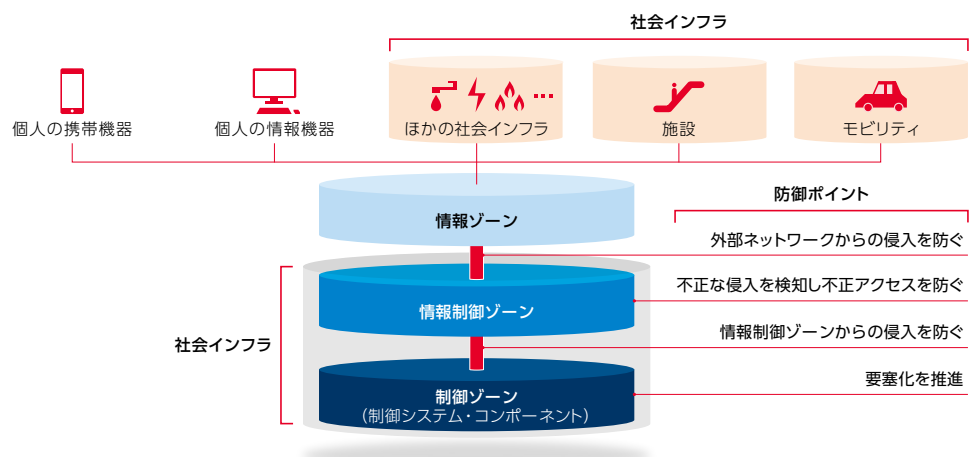 社会インフラ
個人の携帯機器
個人の情報機器
ほかの社会インフラ
施設
モビリティ
防御ポイント
情報ゾーン
外部ネットワークからの侵入を防ぐ
不正な侵入を検知し不正アクセスを防ぐ
情報制御ゾーン
情報制御ゾーンからの侵入を防ぐ
社会インフラ
要塞化を推進
制御ゾーン
（制御システム・コンポーネント）